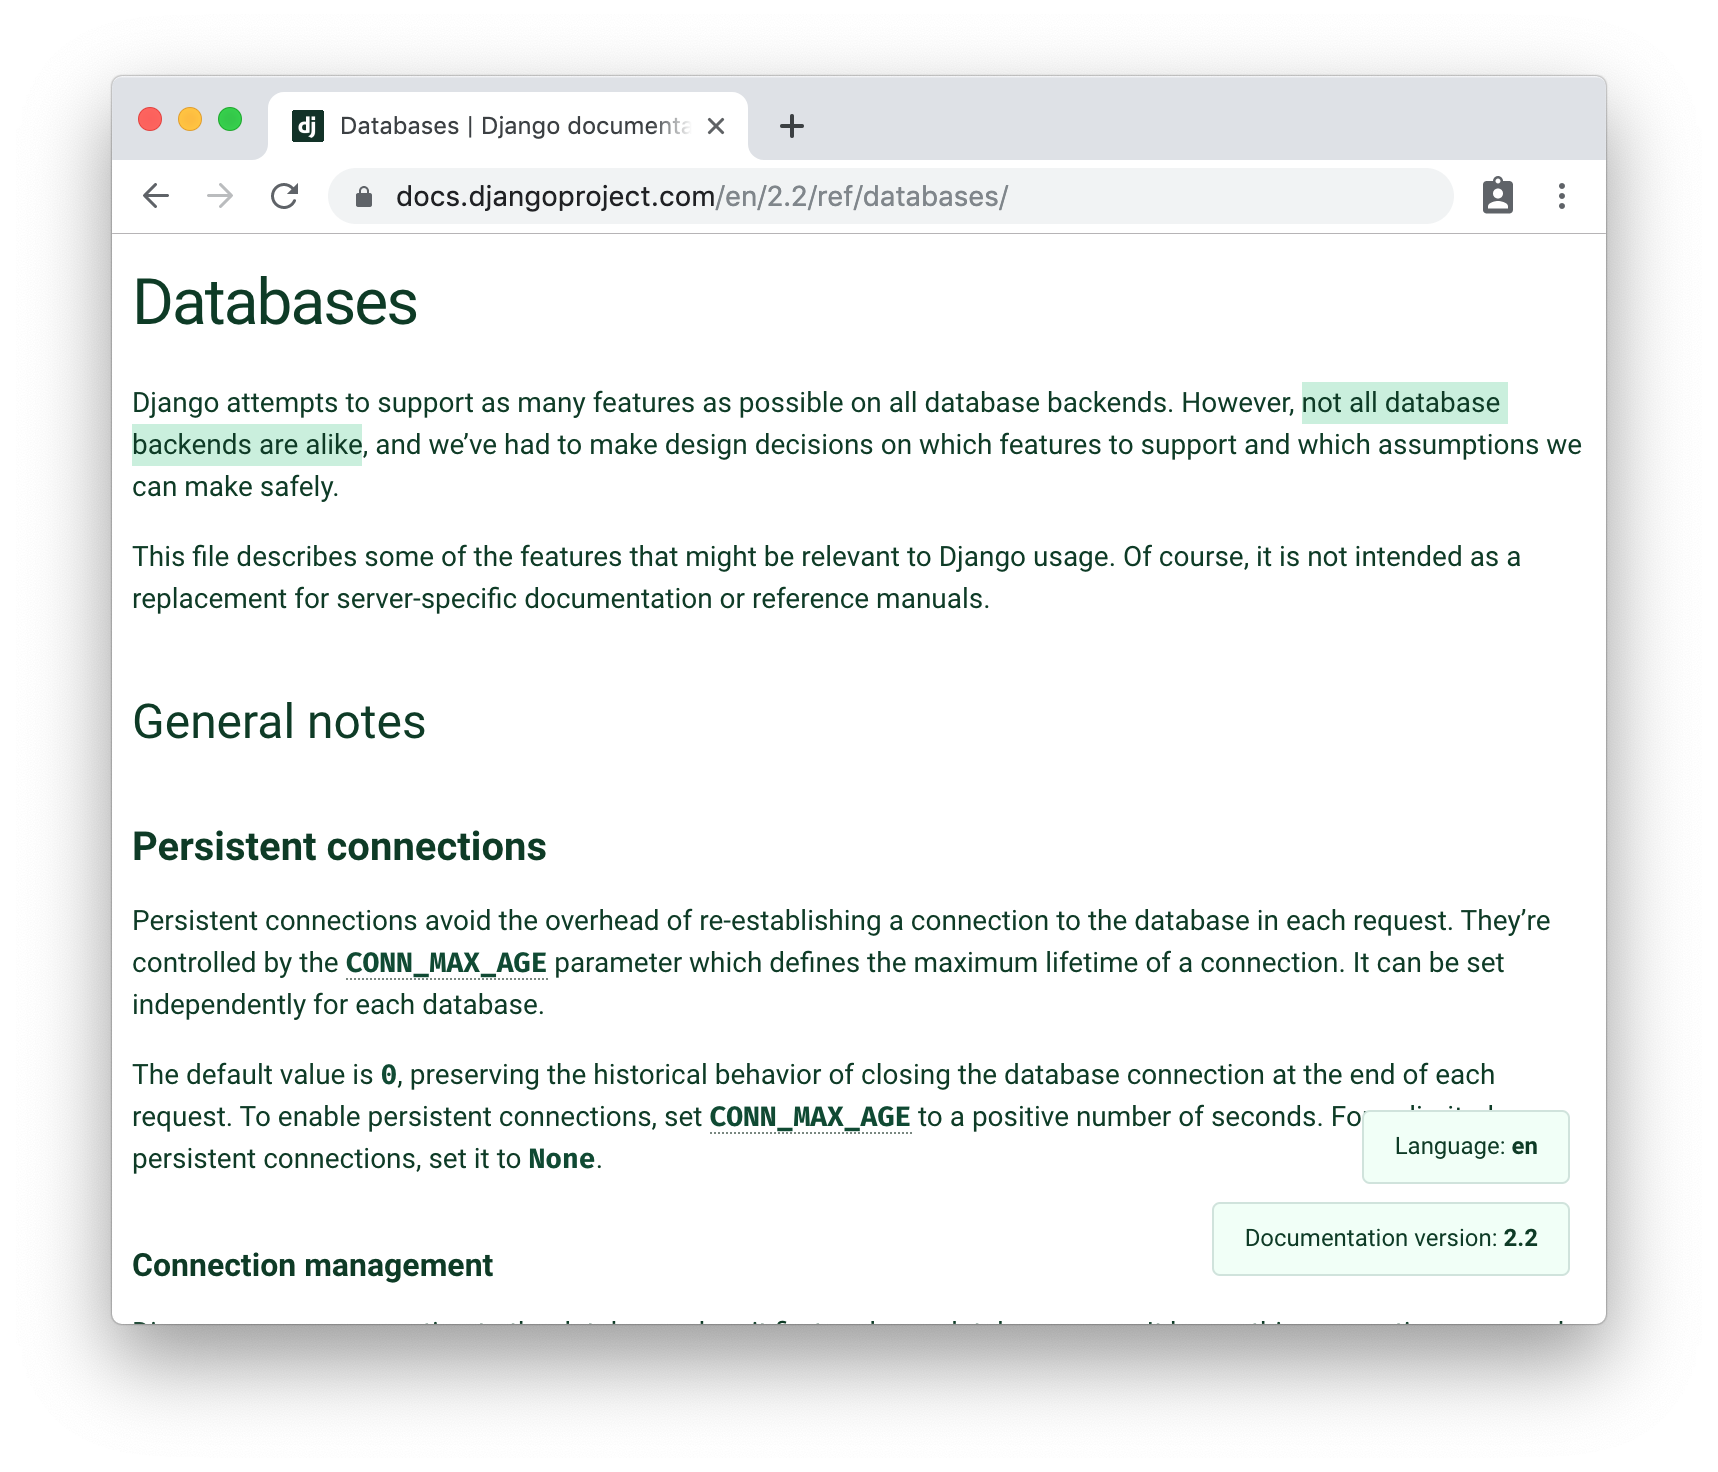 dj Databases | Django documenta
docs.djangoproject.com/en/2.2/ref/databases/
Databases
Django attempts to support as many features as possible on all database backends. However, not all database
backends are alike, and we’ve had to make design decisions on which features to support and which assumptions we
can make safely.
This file describes some of the features that might be relevant to Django usage. Of course, it is not intended as a
replacement for server-specific documentation or reference manuals.
General notes
Persistent connections
Persistent connections avoid the overhead of re-establishing a connection to the database in each request. They’re
controlled by the CONN_MAX_AGE parameter which defines the maximum lifetime of a connection. It can be set
independently for each database.
The default value is 0, preserving the historical behavior of closing the database connection at the end of each
request. To enable persistent connections, set CONN_MAX_AGE to a positive number of seconds.
persistent connections, set it to None.
Language: en
Documentation version: 2.2
Connection management